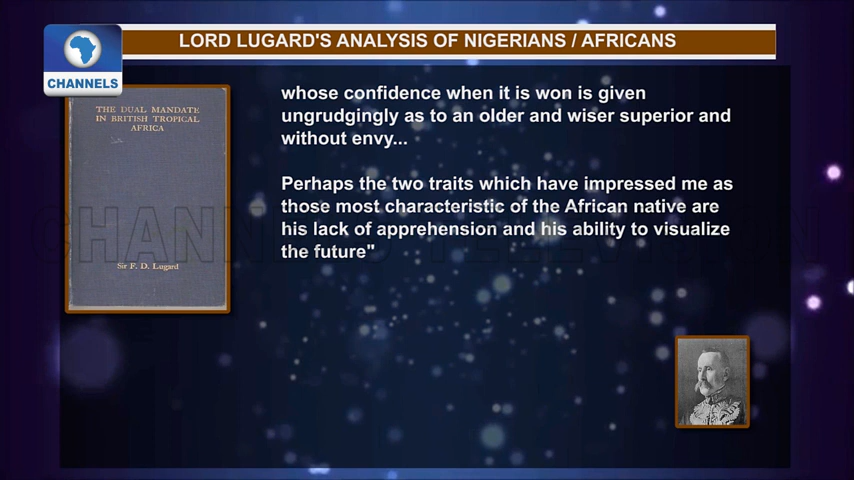 LORD LUGARD'S ANALYSIS OF NIGERIANS / AFRICANS
CHANNELS
THE DUAL MANDATE
IN BRITISH TROPICAL
AFRICA
Sir F. D. Lugard
whose confidence when it is won is given
ungrudgingly as to an older and wiser superior and
without envy...
Perhaps the two traits which have impressed me as
those most characteristic of the African native are
his lack of apprehension and his ability to visualize
the future"
CHANNELS TELEVISION